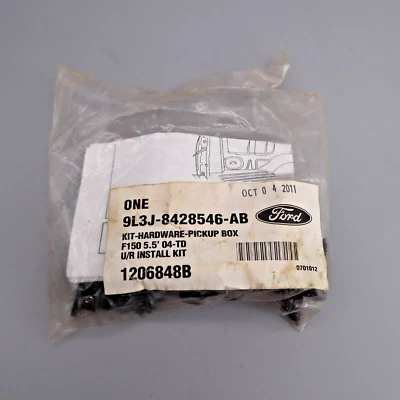 OCT 0 4 2011
ONE
9L3J-8428546-AB
Ford
KIT-HARDWARE-PICKUP BOX
F150 5.5' 04-TD
U/R INSTALL KIT
1206848B
0701012